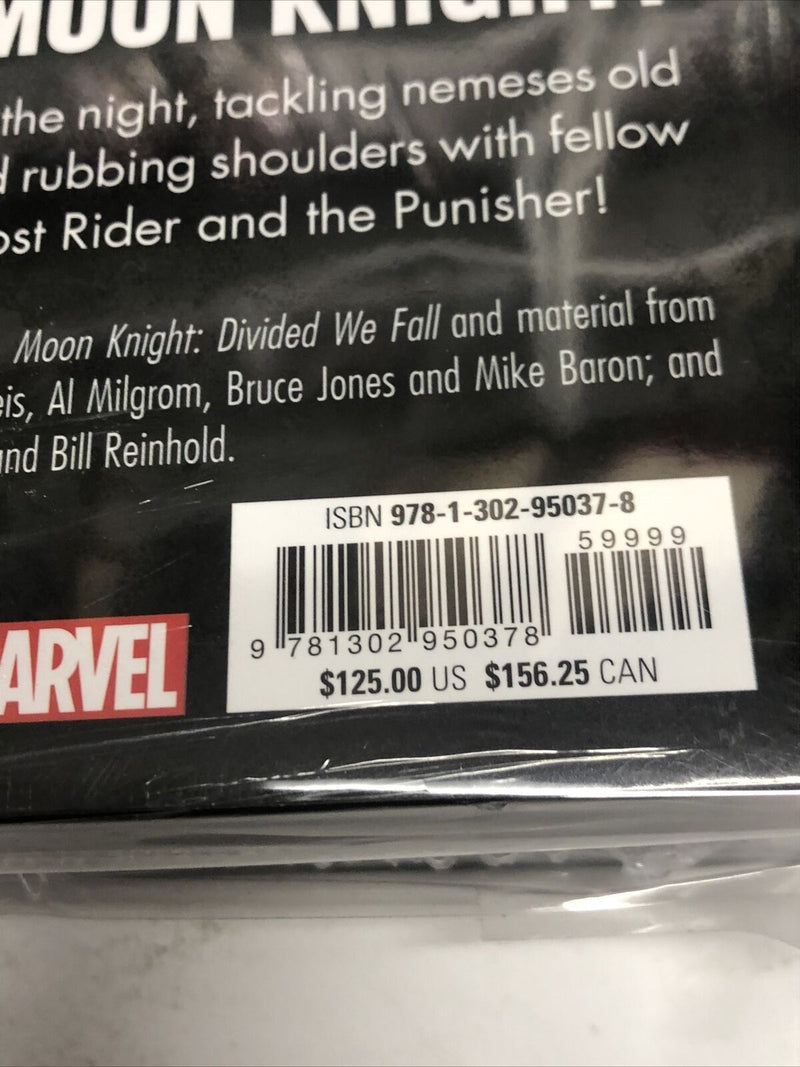 MOON KNIGHT
the night, tackling nemeses old
rubbing shoulders with fellow
ost Rider and the Punisher!
Moon Knight: Divided We Fall and material from
eis, Al Milgrom, Bruce Jones and Mike Baron; and
and Bill Reinhold.
ISBN 978-1-302-95037-8
59999
9 781302 950378
$125.00 US $156.25 CAN
MARVEL